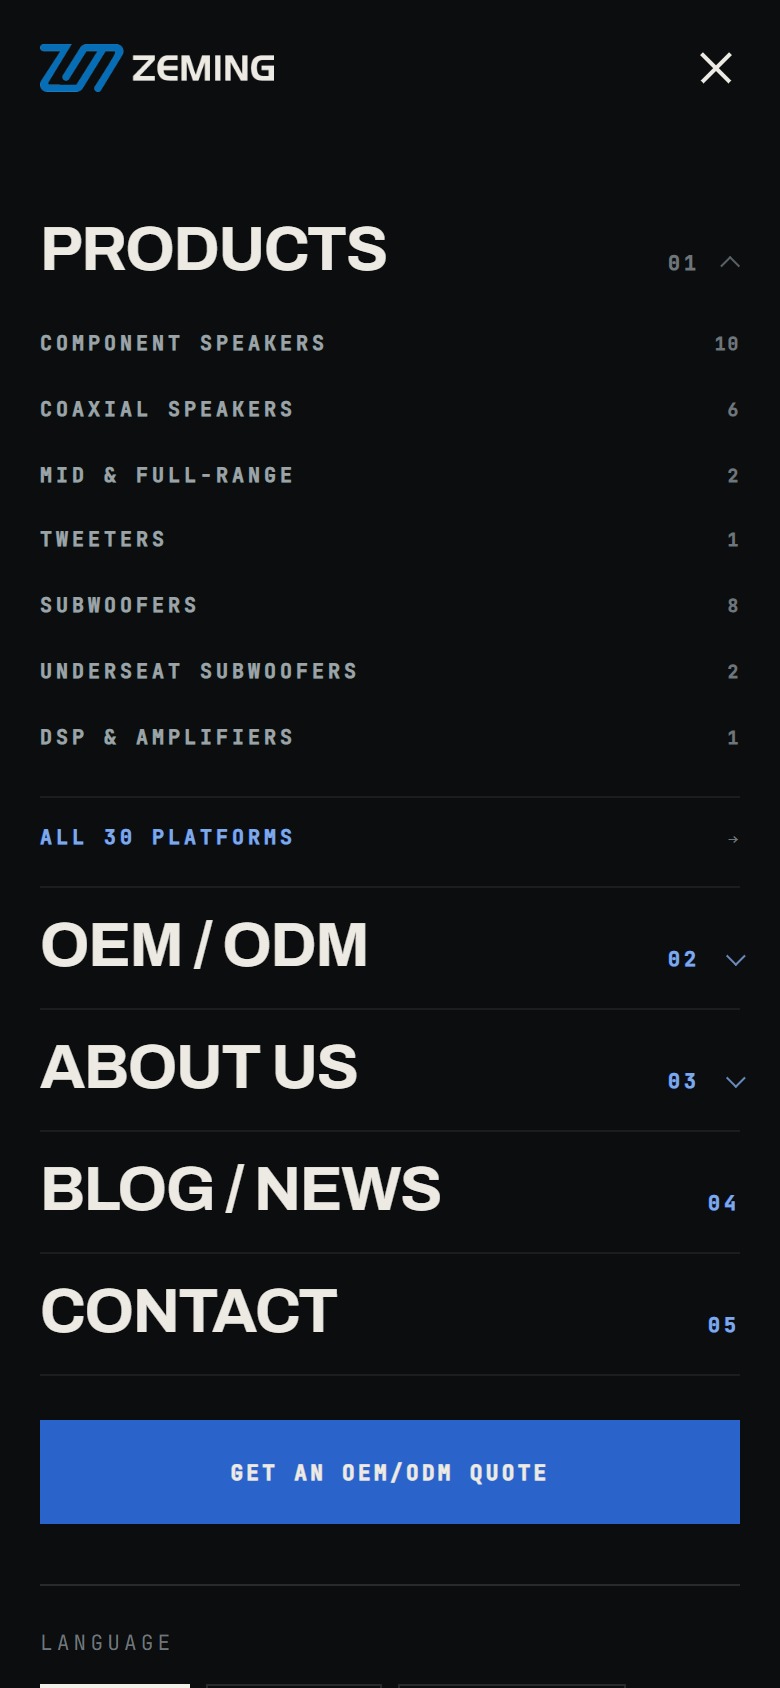 ZEMING
PRODUCTS 01
COMPONENT SPEAKERS 10
COAXIAL SPEAKERS 6
MID & FULL-RANGE 2
TWEETERS 1
SUBWOOFERS 8
UNDERSEAT SUBWOOFERS 2
DSP & AMPLIFIERS 1
ALL 30 PLATFORMS →
OEM / ODM 02
ABOUT US 03
BLOG / NEWS 04
CONTACT 05
GET AN OEM/ODM QUOTE
LANGUAGE